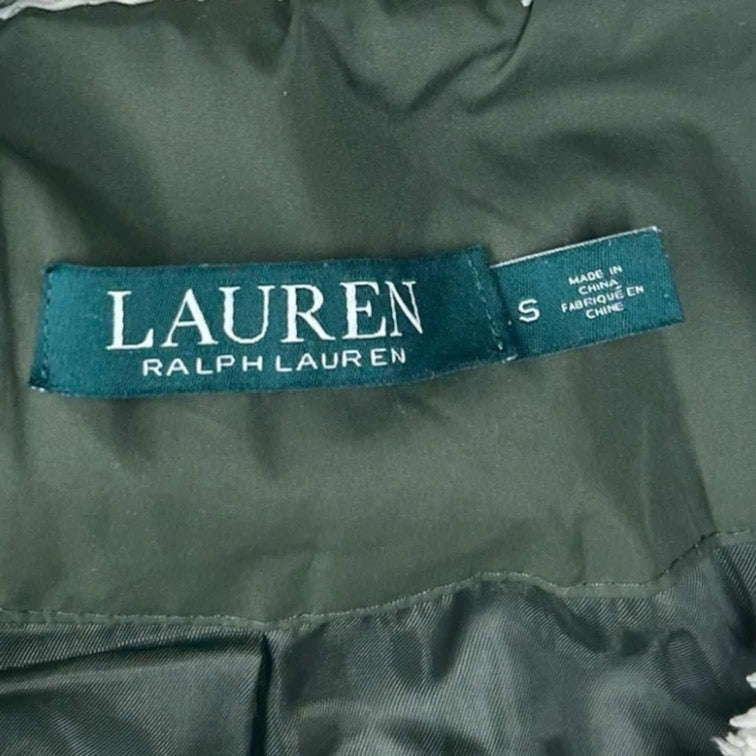 LAUREN
RALPH LAUREN
S
MADE IN
CHINA
FABRIQUÉ EN
CHINE